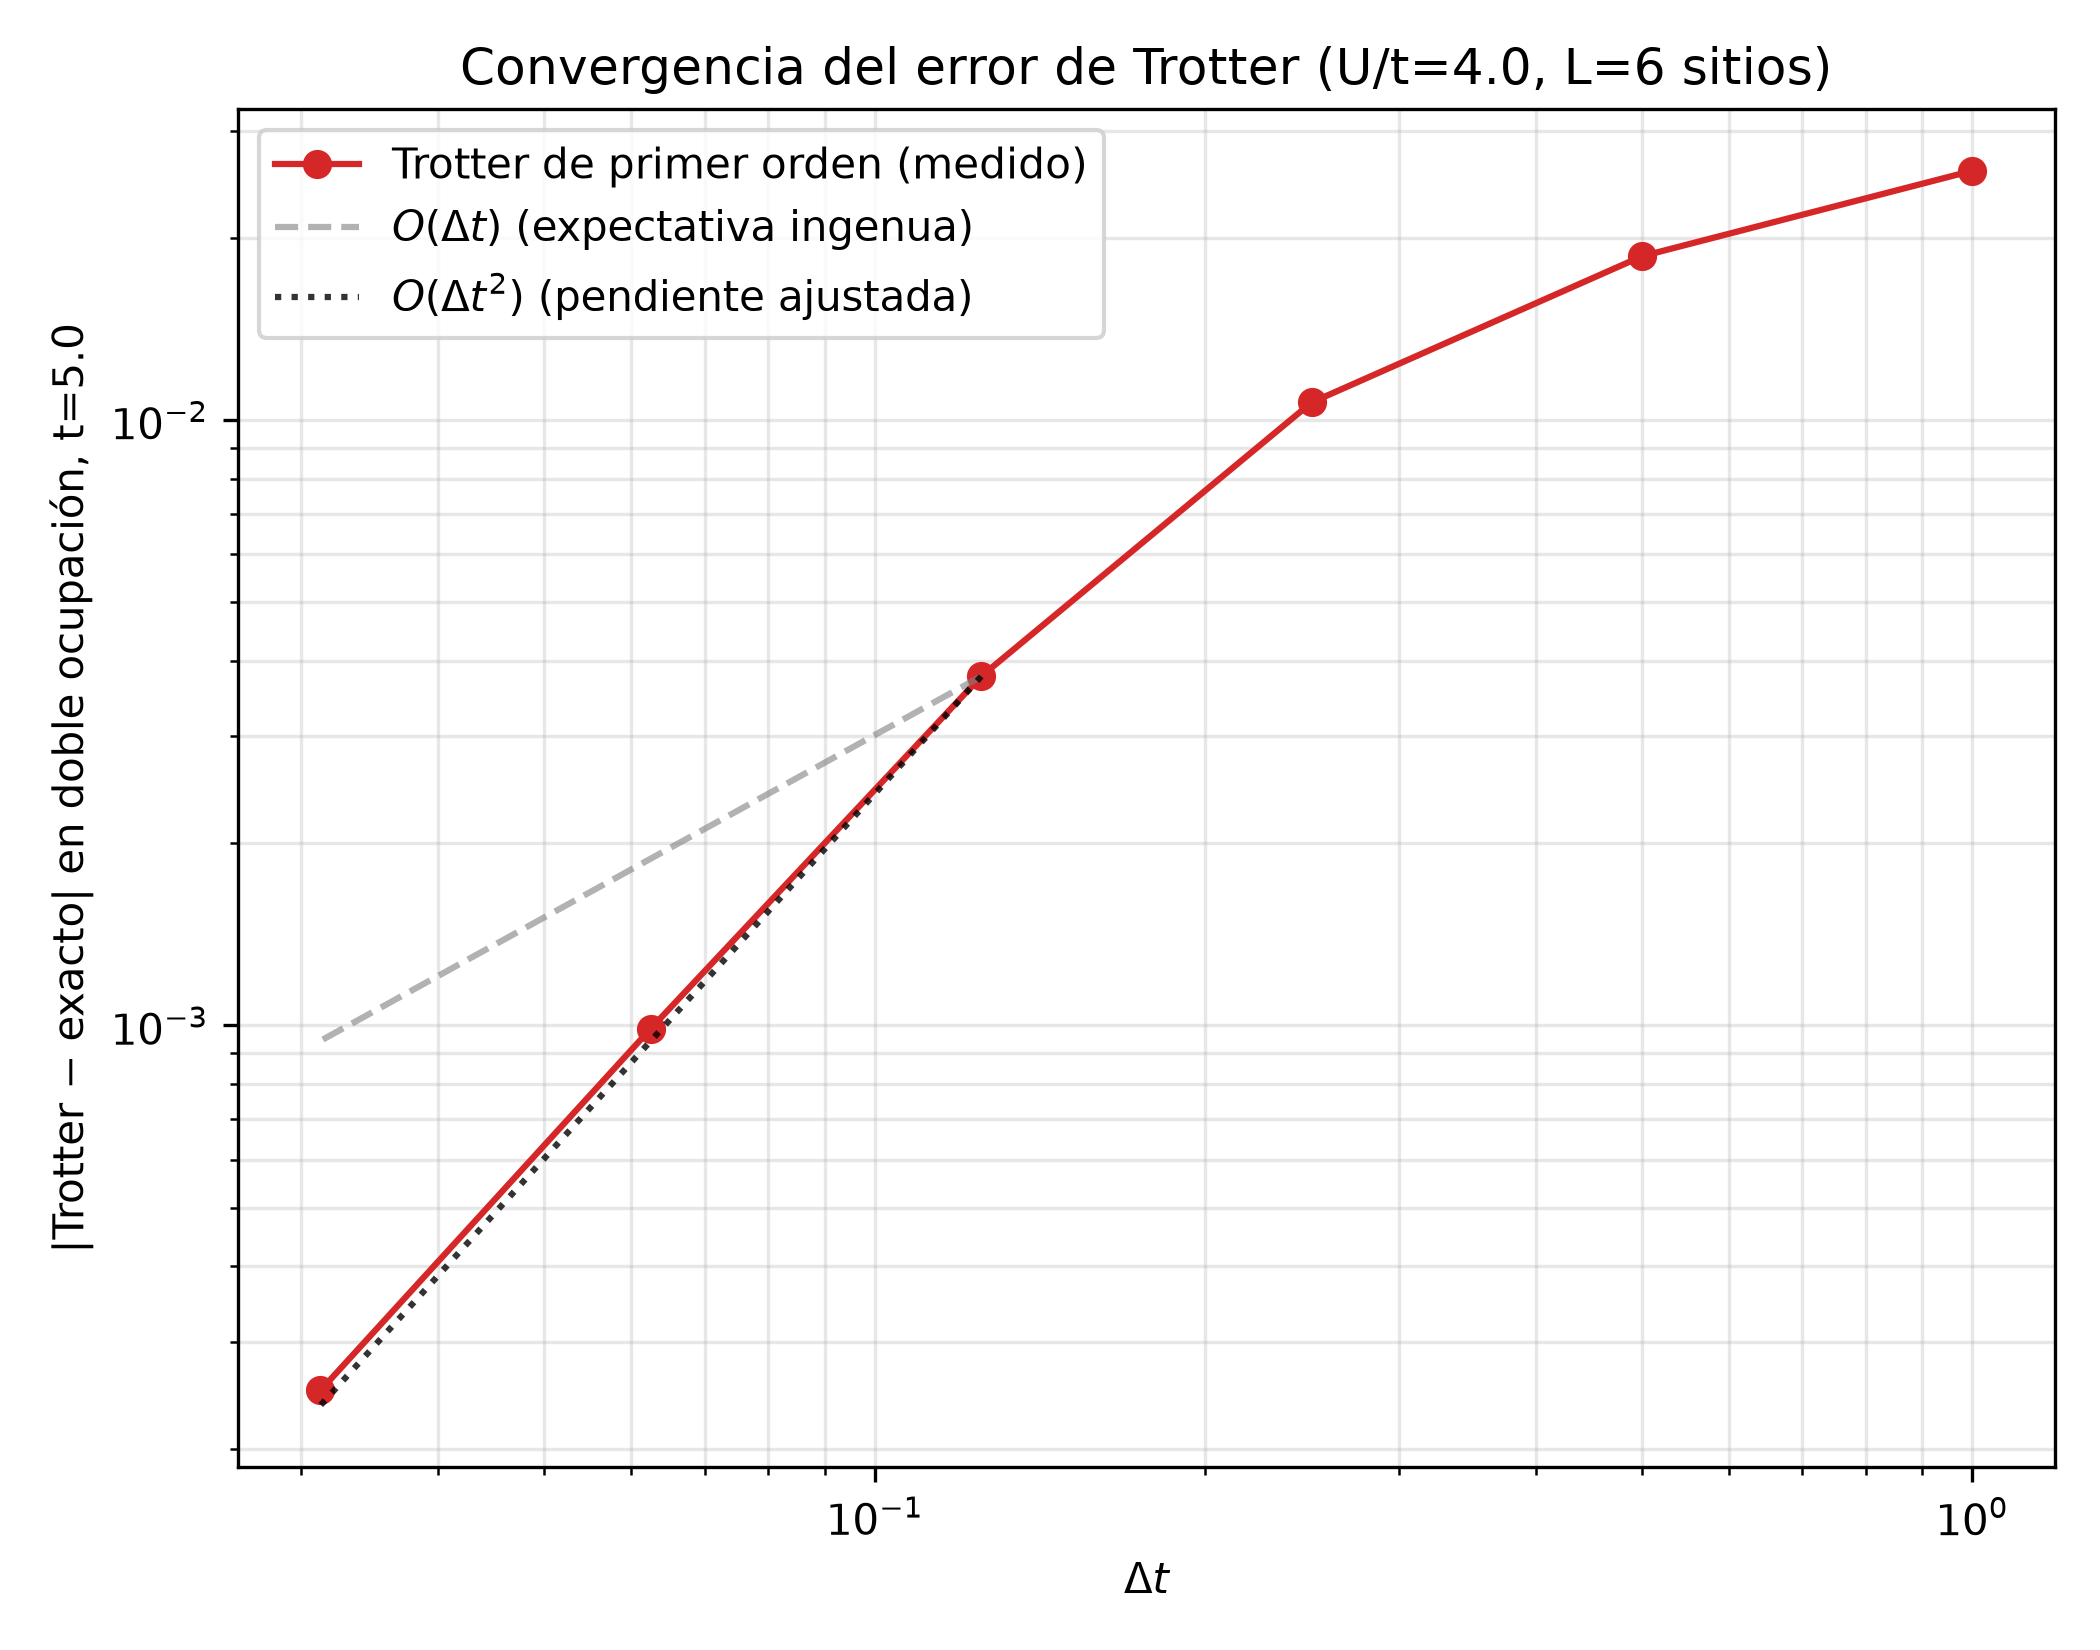 Convergencia del error de Trotter (U/t=4.0, L=6 sitios)
Trotter de primer orden (medido)
O(Δt) (expectativa ingenua)
O(Δt²) (pendiente ajustada)
|Trotter − exacto| en doble ocupación, t=5.0
10⁻²
10⁻³
10⁻¹
10⁰
Δt